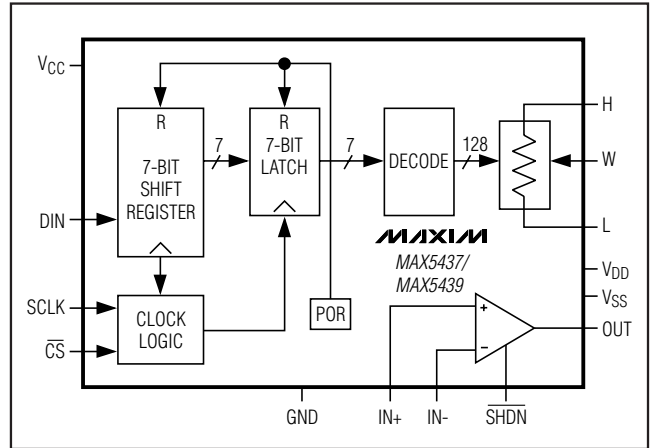 VCC
R
7-BIT
SHIFT
REGISTER
7
R
7-BIT
LATCH
7
DECODE
128
H
W
L
DIN
MAXIM
MAX5437/
MAX5439
VDD
VSS
SCLK
CS
CLOCK
LOGIC
POR
+
−
OUT
GND
IN+
IN-
SHDN